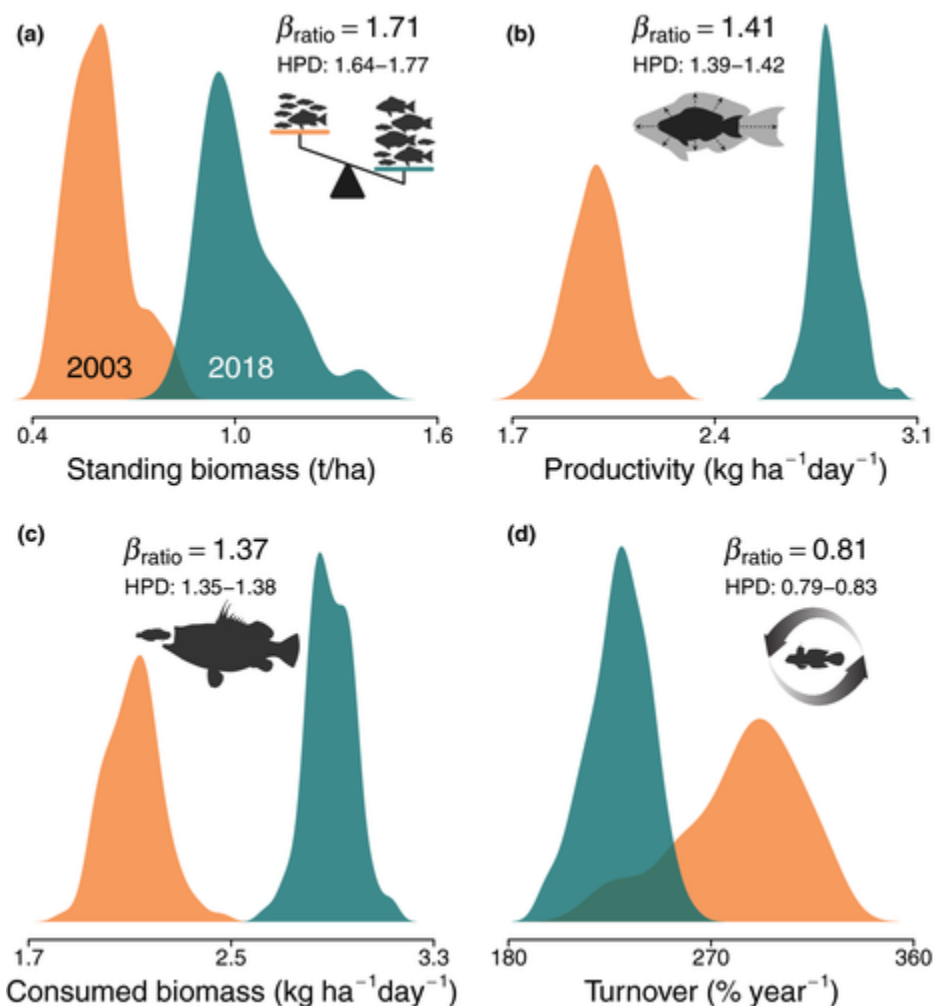 (a)
βratio = 1.71
HPD: 1.64–1.77
2003
2018
0.4 1.0 1.6
Standing biomass (t/ha)
(b)
βratio = 1.41
HPD: 1.39–1.42
1.7 2.4 3.1
Productivity (kg ha⁻¹day⁻¹)
(c)
βratio = 1.37
HPD: 1.35–1.38
1.7 2.5 3.3
Consumed biomass (kg ha⁻¹day⁻¹)
(d)
βratio = 0.81
HPD: 0.79–0.83
180 270 360
Turnover (% year⁻¹)